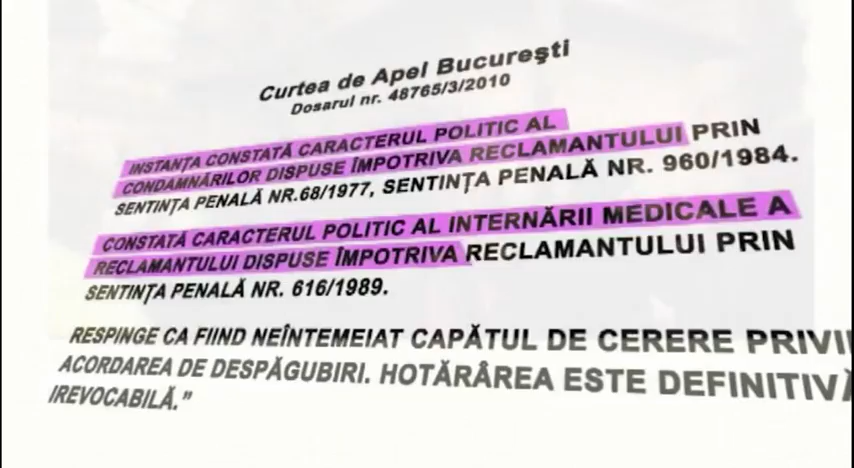 Curtea de Apel Bucureşti
Dosarul nr. 48765/3/2010
INSTANŢA CONSTATĂ CARACTERUL POLITIC AL
CONDAMNĂRILOR DISPUSE ÎMPOTRIVA RECLAMANTULUI PRIN
SENTINŢA PENALĂ NR.68/1977, SENTINŢA PENALĂ NR. 960/1984.
CONSTATĂ CARACTERUL POLITIC AL INTERNĂRII MEDICALE A
RECLAMANTULUI DISPUSE ÎMPOTRIVA RECLAMANTULUI PRIN
SENTINŢA PENALĂ NR. 616/1989.
RESPINGE CA FIIND NEÎNTEMEIAT CAPĂTUL DE CERERE
ACORDAREA DE DESPĂGUBIRI. HOTĂRÂREA ESTE DEFINITIVĂ
IREVOCABILĂ.”